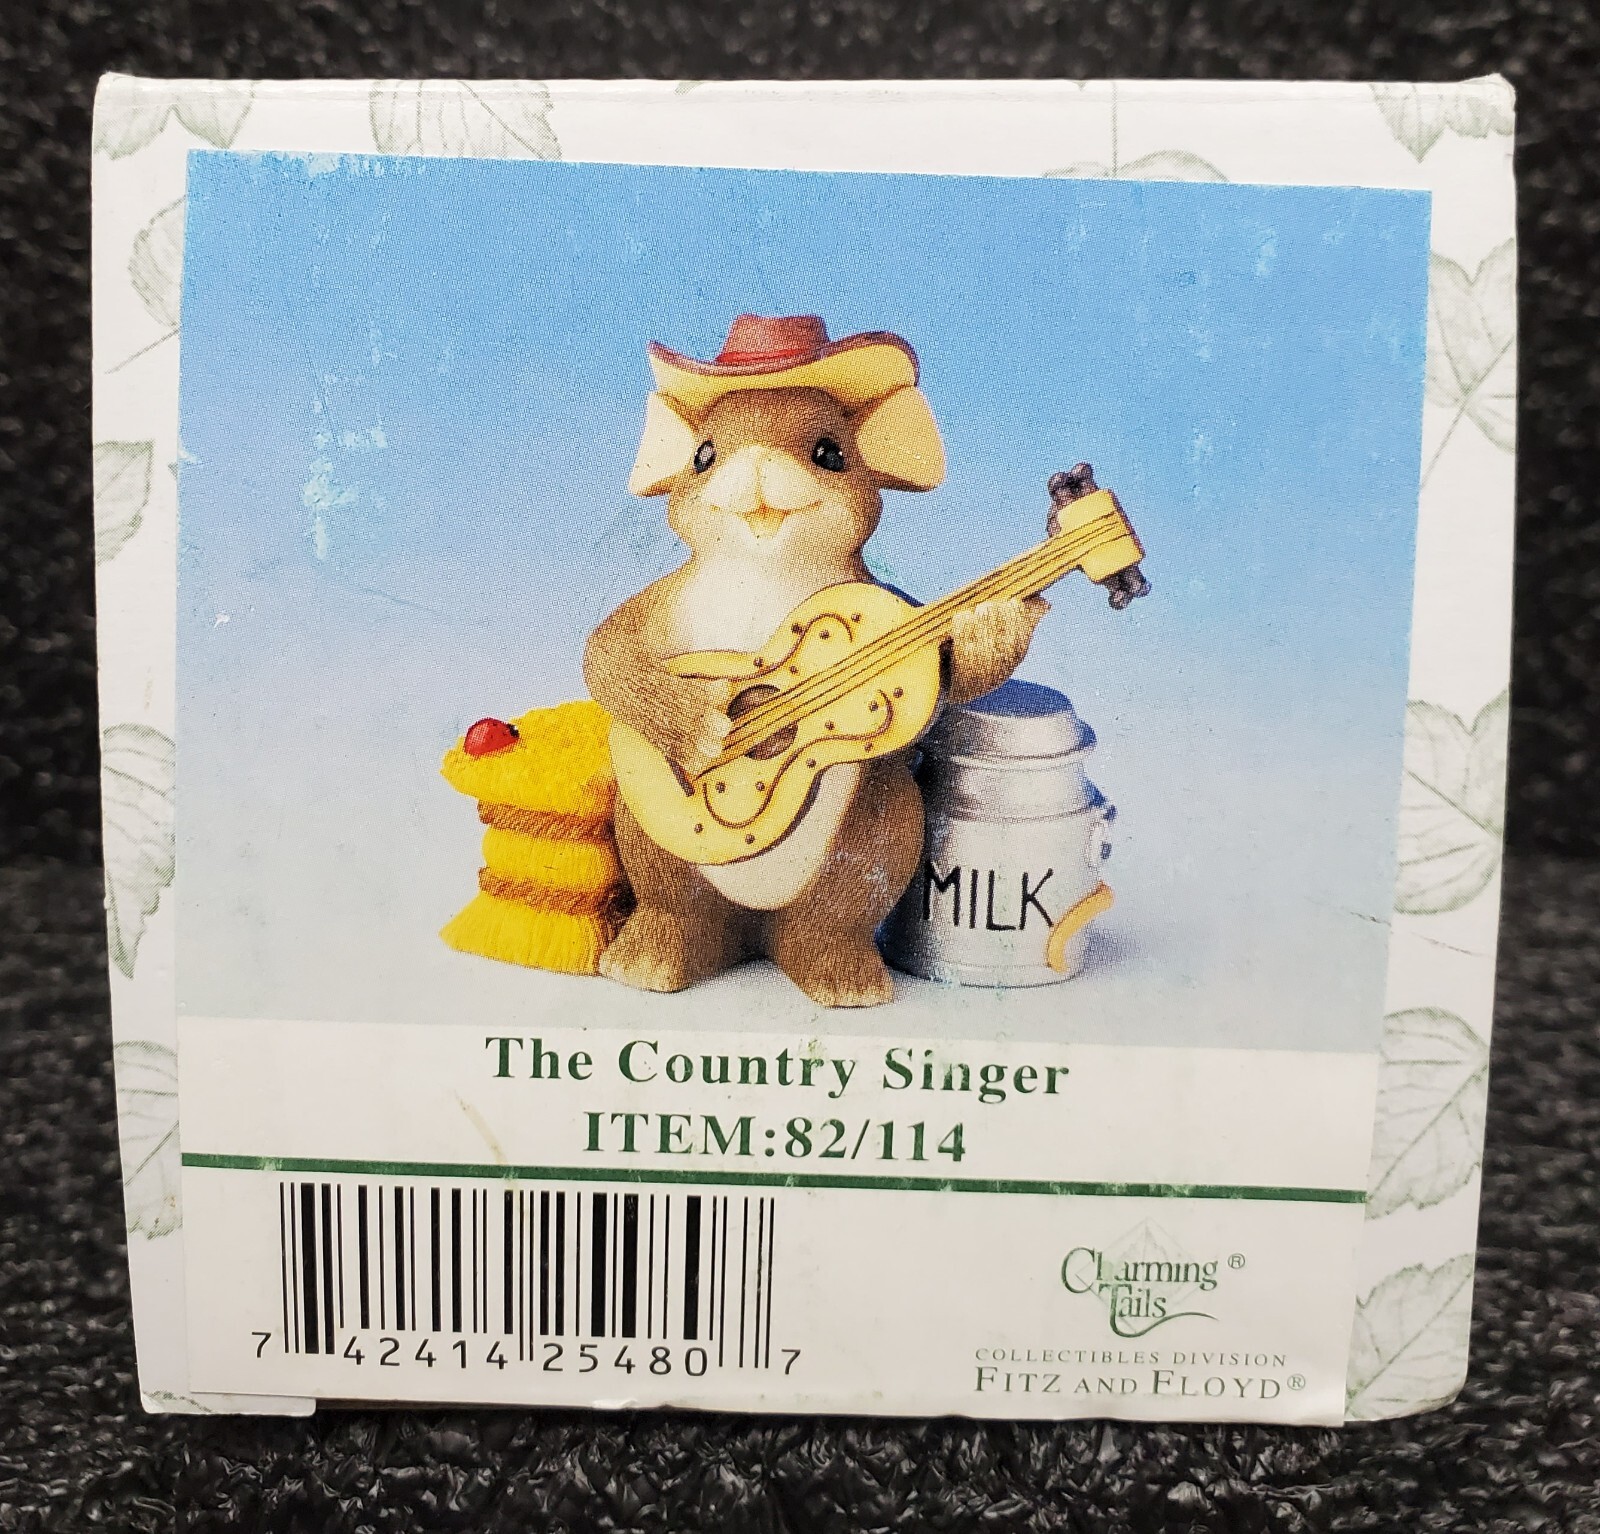 MILK
The Country Singer
ITEM:82/114
7 42414 25480 7
Charming ®
Tails
COLLECTIBLES DIVISION
FITZ AND FLOYD®